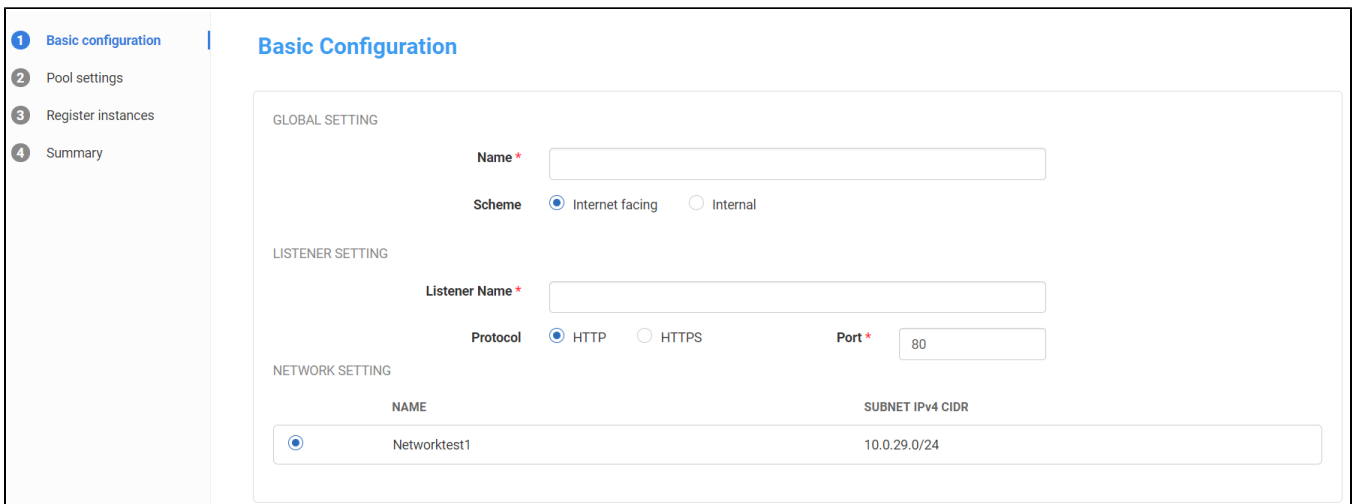 1 Basic configuration
2 Pool settings
3 Register instances
4 Summary
Basic Configuration
GLOBAL SETTING
Name *
Scheme Internet facing Internal
LISTENER SETTING
Listener Name *
Protocol HTTP HTTPS Port * 80
NETWORK SETTING
NAME SUBNET IPv4 CIDR
Networktest1 10.0.29.0/24